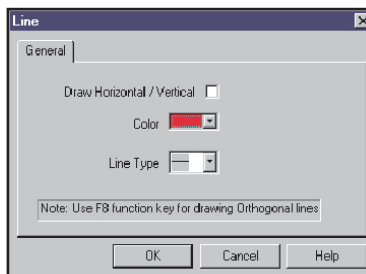 Line
General
Draw Horizontal / Vertical
Color
Line Type
Note: Use F8 function key for drawing Orthogonal lines
OK Cancel Help